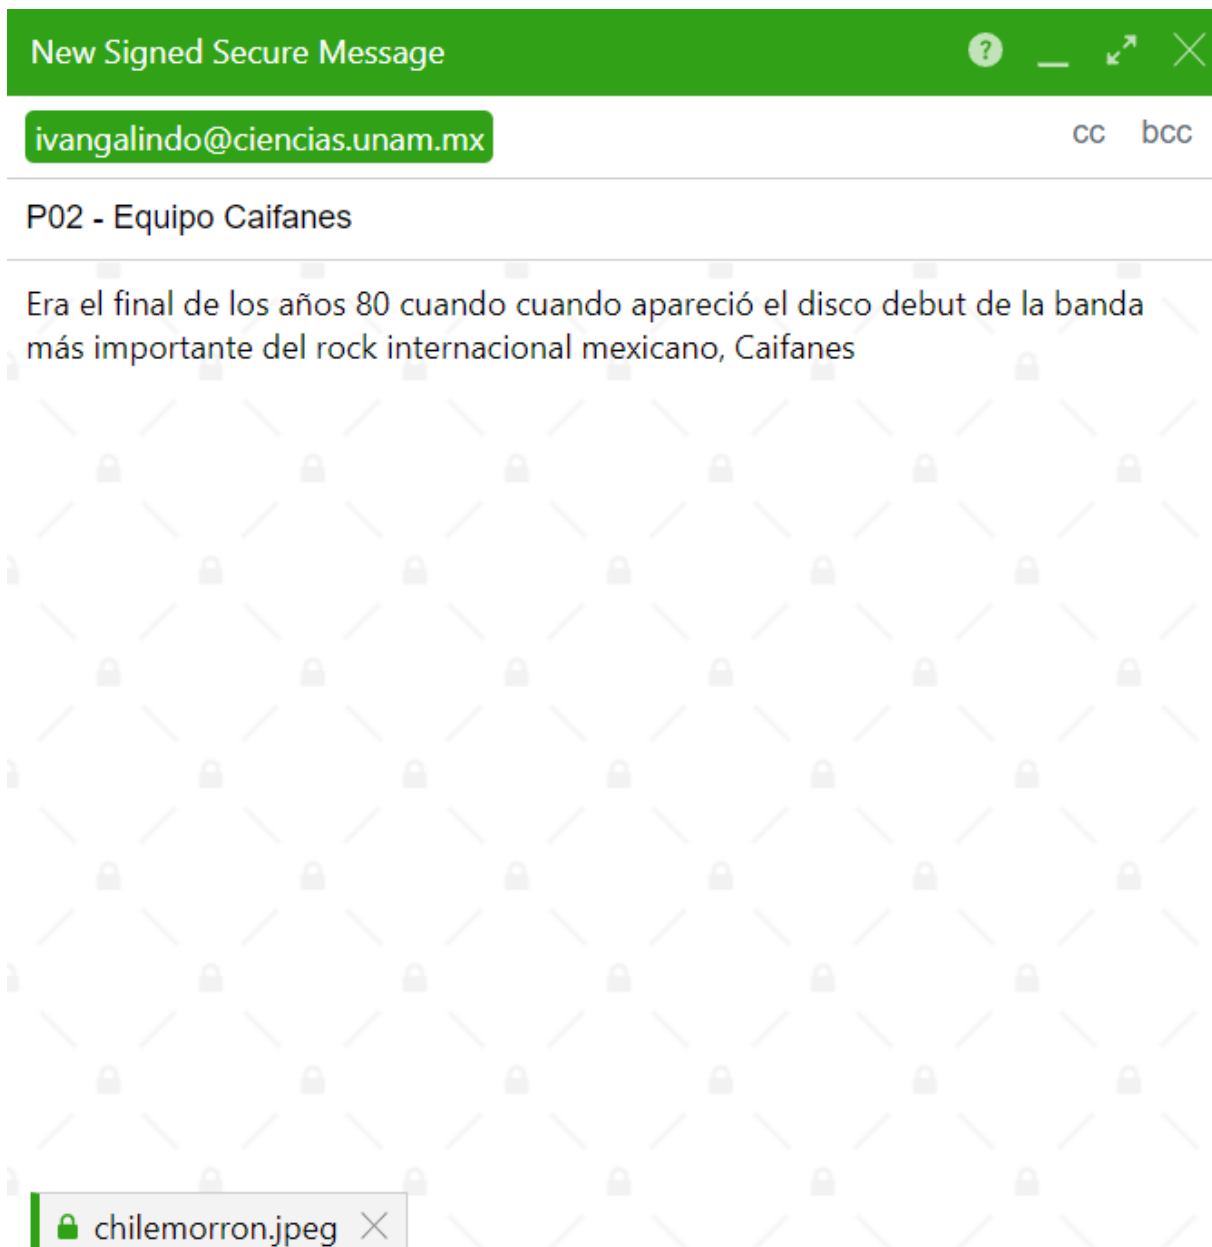 New Signed Secure Message
ivangalindo@ciencias.unam.mx cc bcc
P02 - Equipo Caifanes
Era el final de los años 80 cuando cuando apareció el disco debut de la banda
más importante del rock internacional mexicano, Caifanes
chilemorron.jpeg